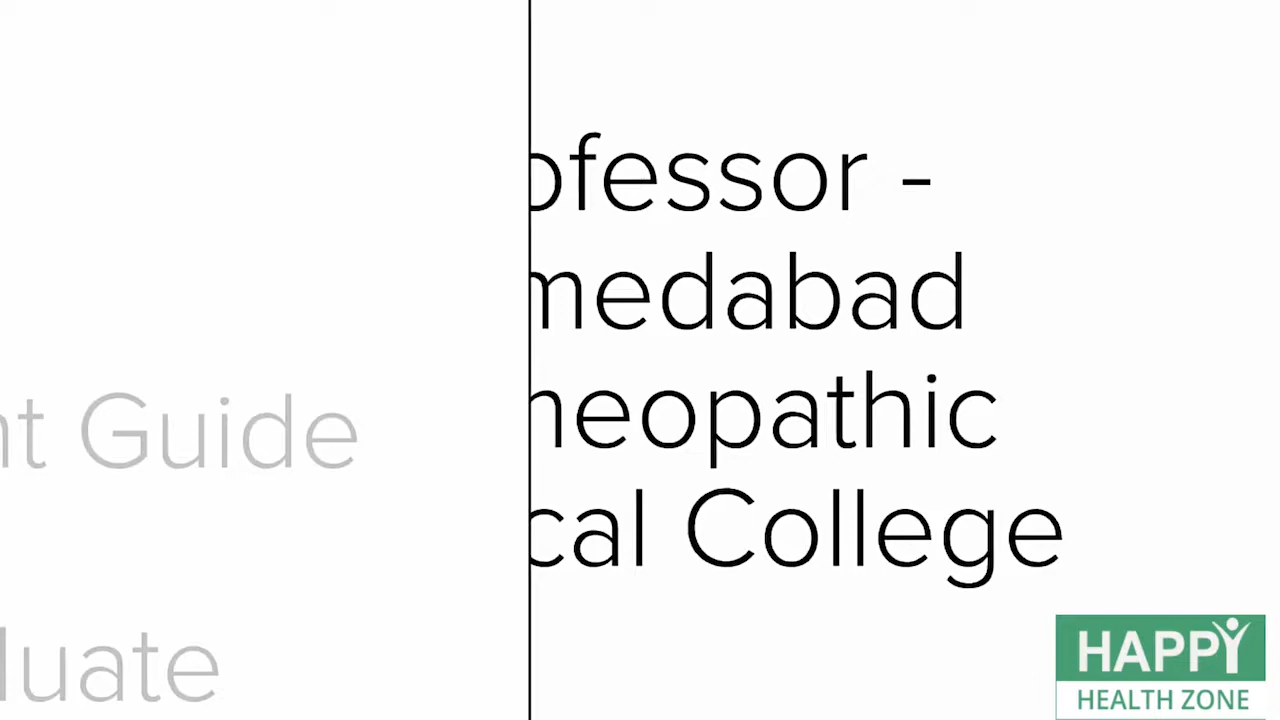 ofessor -
medabad
neopathic
cal College
nt Guide
luate
HAPPY
HEALTH ZONE